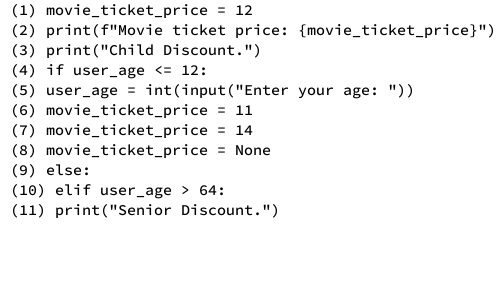 (1) movie_ticket_price = 12
(2) print(f"Movie ticket price: {movie_ticket_price}")
(3) print("Child Discount.")
(4) if user_age <= 12:
(5) user_age = int(input("Enter your age: "))
(6) movie_ticket_price = 11
(7) movie_ticket_price = 14
(8) movie_ticket_price = None
(9) else:
(10) elif user_age > 64:
(11) print("Senior Discount.")